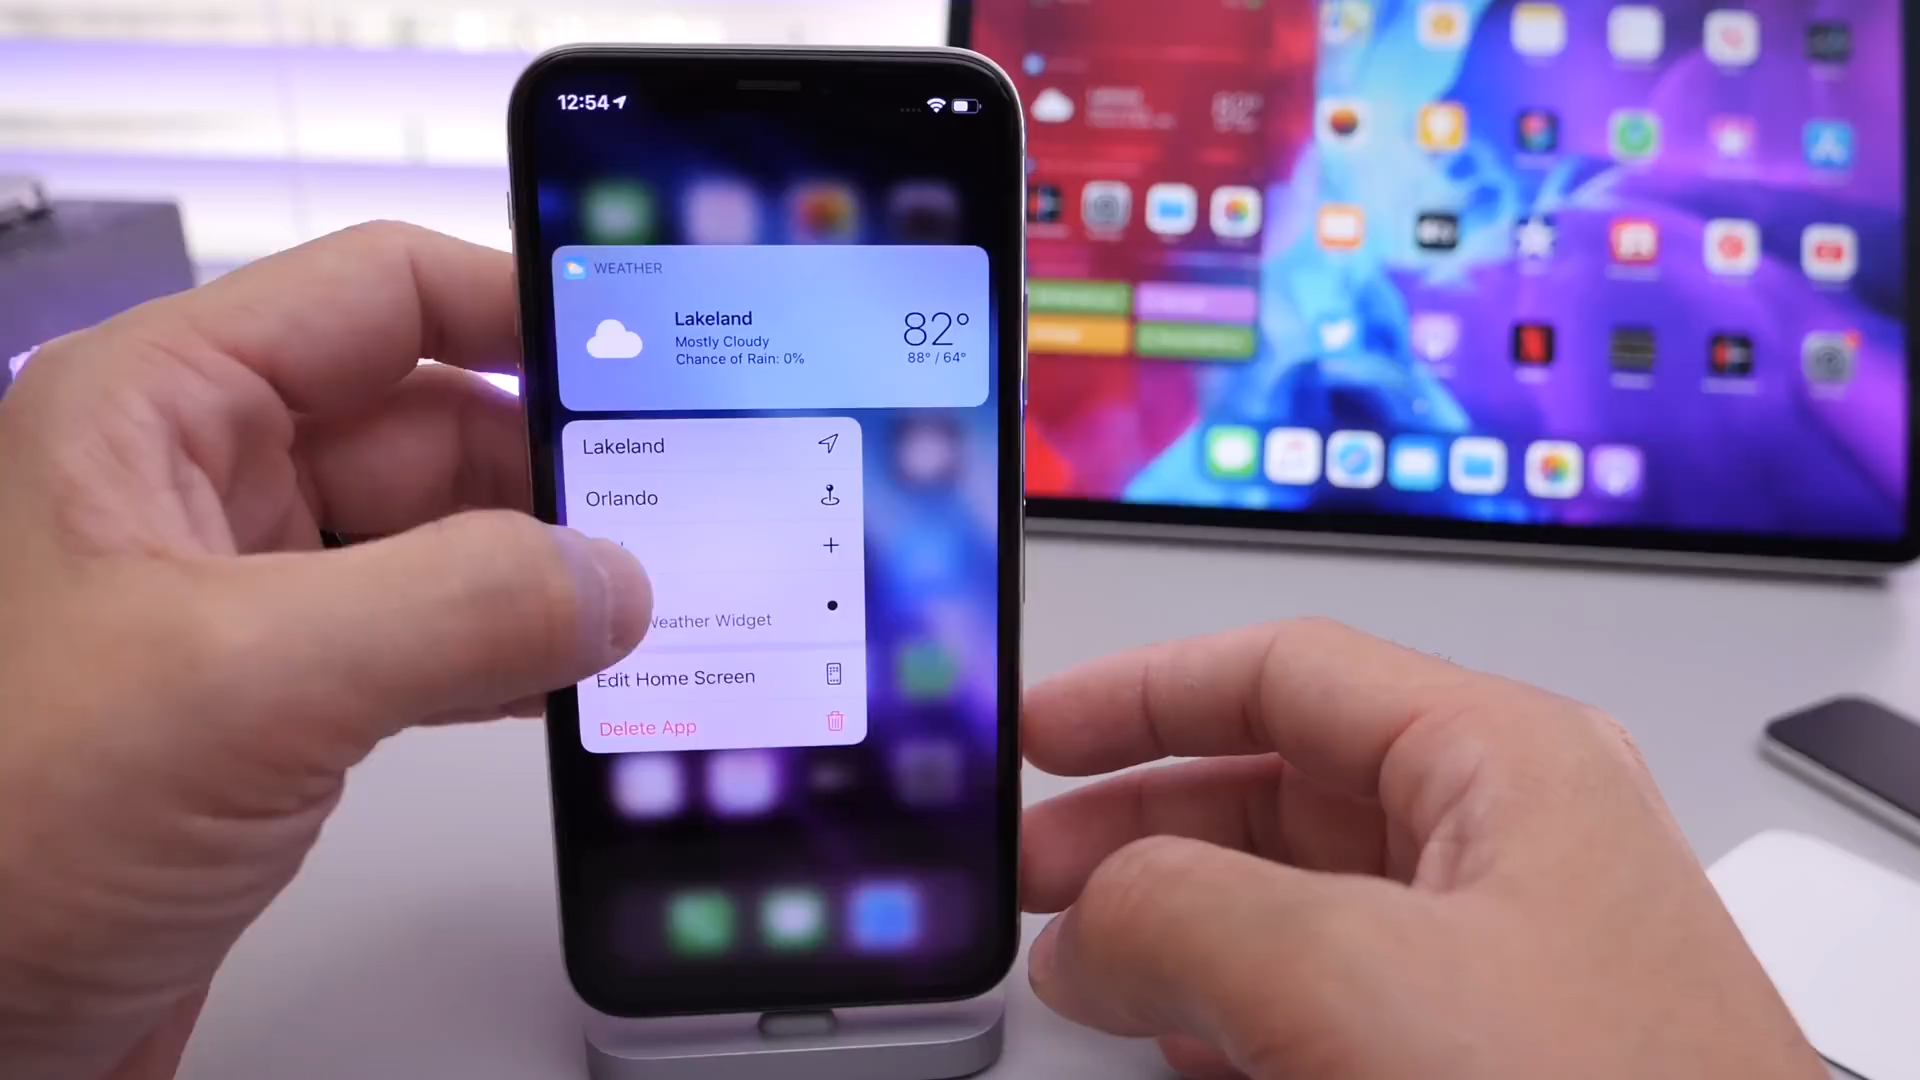 12:54
WEATHER
Lakeland
Mostly Cloudy
Chance of Rain: 0%
82°
88° / 64°
Lakeland
Orlando
Weather Widget
Edit Home Screen
Delete App